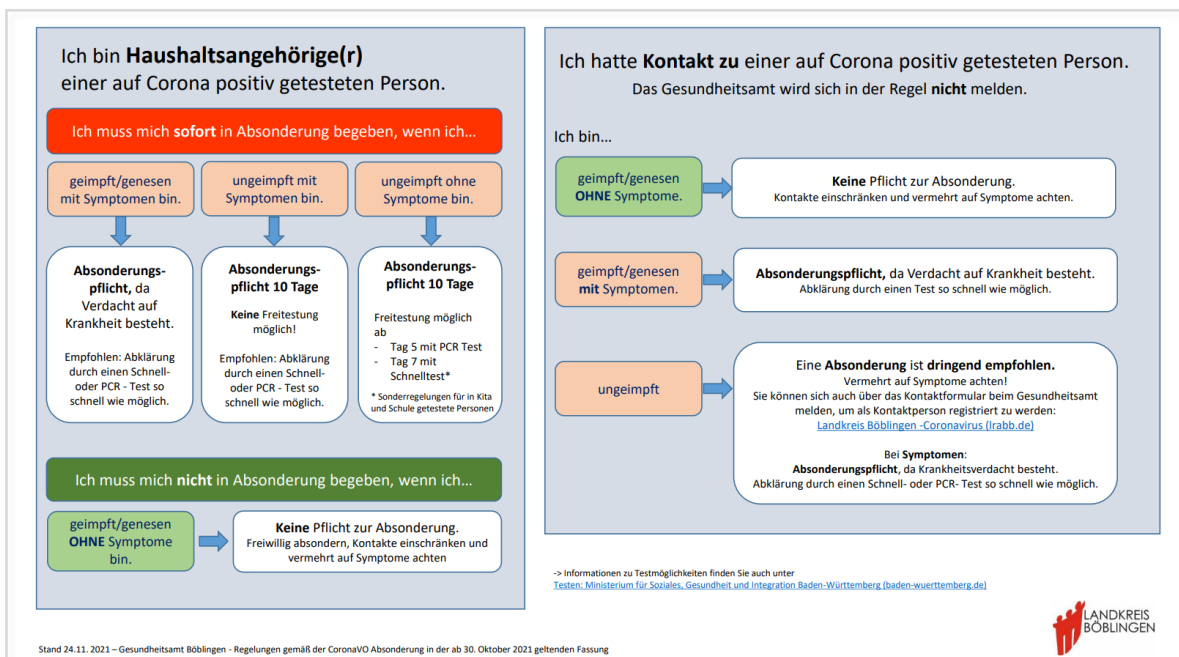 Ich bin Haushaltsangehörige(r)
einer auf Corona positiv getesteten Person.
Ich muss mich sofort in Absonderung begeben, wenn ich...
geimpft/genesen
mit Symptomen bin.
ungeimpft mit
Symptomen bin.
ungeimpft ohne
Symptome bin.
Absonderungs-
pflicht, da
Verdacht auf
Krankheit besteht.
Empfohlen: Abklärung
durch einen Schnell-
oder PCR - Test so
schnell wie möglich.
Absonderungs-
pflicht 10 Tage
Keine Freitestung
möglich!
Empfohlen: Abklärung
durch einen Schnell-
oder PCR - Test so
schnell wie möglich.
Absonderungs-
pflicht 10 Tage
Freitestung möglich
ab
- Tag 5 mit PCR Test
- Tag 7 mit
Schnelltest*
* Sonderregelungen für in Kita
und Schule getestete Personen
Ich muss mich nicht in Absonderung begeben, wenn ich...
geimpft/genesen
OHNE Symptome
bin.
Keine Pflicht zur Absonderung.
Freiwillig absondern, Kontakte einschränken und
vermehrt auf Symptome achten
Ich hatte Kontakt zu einer auf Corona positiv getesteten Person.
Das Gesundheitsamt wird sich in der Regel nicht melden.
Ich bin...
geimpft/genesen
OHNE Symptome.
Keine Pflicht zur Absonderung.
Kontakte einschränken und vermehrt auf Symptome achten.
geimpft/genesen
mit Symptomen.
Absonderungspflicht, da Verdacht auf Krankheit besteht.
Abklärung durch einen Test so schnell wie möglich.
ungeimpft
Eine Absonderung ist dringend empfohlen.
Vermehrt auf Symptome achten!
Sie können sich auch über das Kontaktformular beim Gesundheitsamt
melden, um als Kontaktperson registriert zu werden:
Landkreis Böblingen -Coronavirus (lrabb.de)
Bei Symptomen:
Absonderungspflicht, da Krankheitsverdacht besteht.
Abklärung durch einen Schnell- oder PCR- Test so schnell wie möglich.
-> Informationen zu Testmöglichkeiten finden Sie auch unter
Testen: Ministerium für Soziales, Gesundheit und Integration Baden-Württemberg (baden-wuerttemberg.de)
LANDKREIS
BÖBLINGEN
Stand 24.11. 2021 – Gesundheitsamt Böblingen - Regelungen gemäß der CoronaVO Absonderung in der ab 30. Oktober 2021 geltenden Fassung